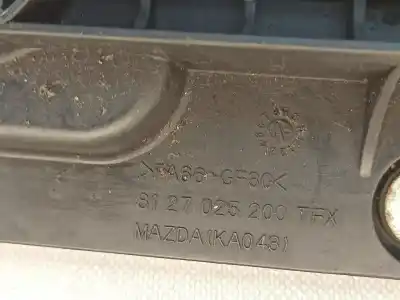 >PA66-GF30<
81 27 025 200 TFX
MAZDA(KA048)